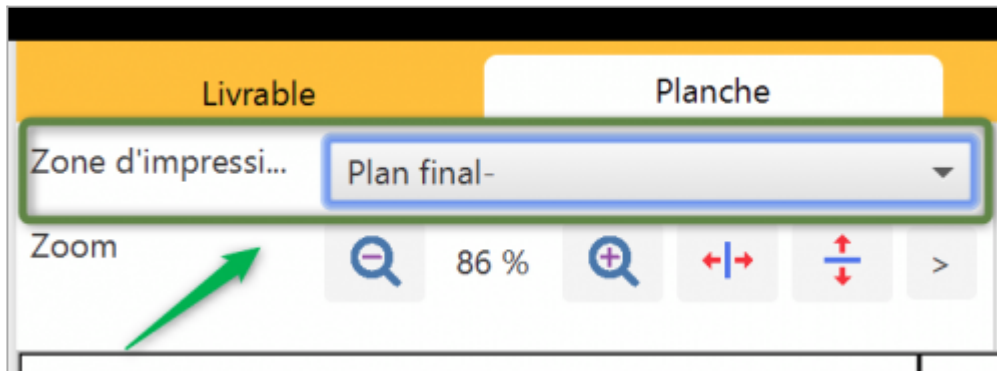 Livrable Planche
Zone d'impressi... Plan final-
Zoom 86 % >